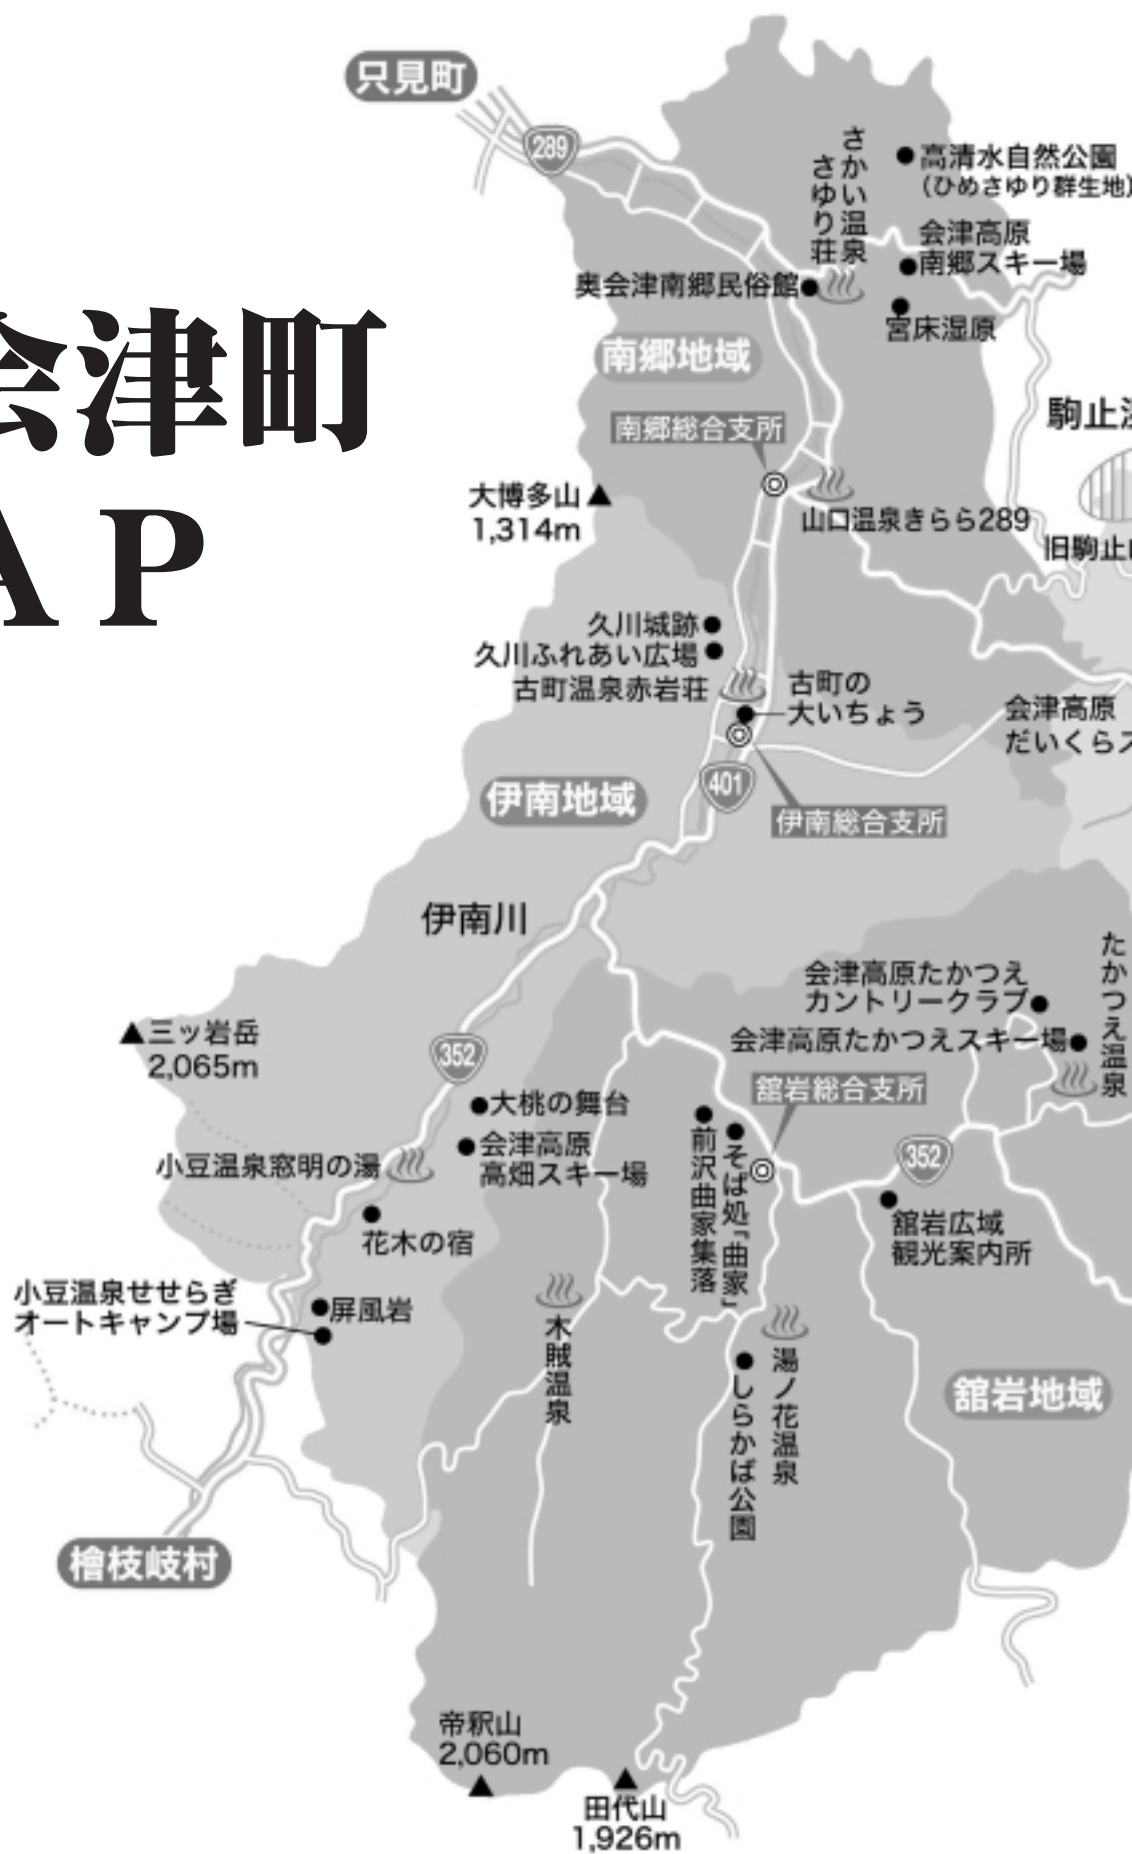 只見町
289
さかい温泉
さゆり荘
高清水自然公園
(ひめさゆり群生地)
会津高原
南郷スキー場
奥会津南郷民俗館
宮床湿原
会津町
AP
南郷地域
南郷総合支所
駒止
大博多山
1,314m
山口温泉きらら289
旧駒止
久川城跡
久川ふれあい広場
古町温泉赤岩荘
古町の
大いちょう
会津高原
だいくらス
401
伊南地域
伊南総合支所
伊南川
会津高原たかつえ
カントリークラブ
たかつえ温泉
会津高原たかつえスキー場
三ッ岩岳
2,065m
352
舘岩総合支所
大桃の舞台
会津高原
高畑スキー場
前沢曲家集落
そば処「曲家」
352
小豆温泉窓明の湯
花木の宿
舘岩広域
観光案内所
小豆温泉せせらぎ
オートキャンプ場
屏風岩
木賊温泉
湯ノ花温泉
しらかば公園
舘岩地域
檜枝岐村
帝釈山
2,060m
田代山
1,926m